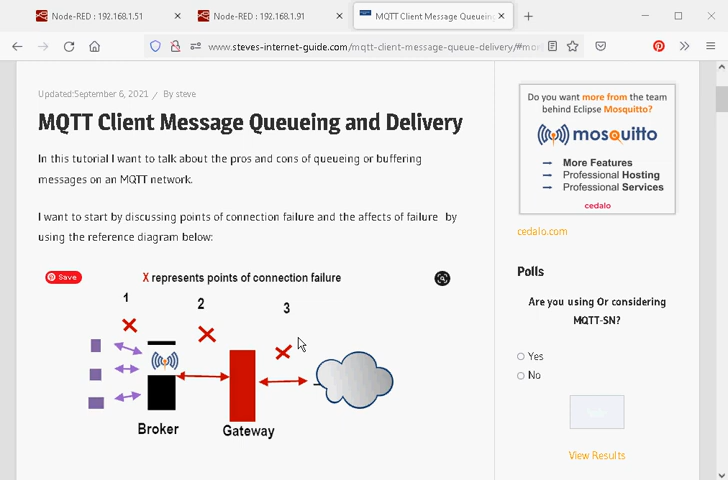 Node-RED : 192.168.1.51
Node-RED : 192.168.1.91
MQTT Client Message Queueing
www.steves-internet-guide.com/mqtt-client-message-queue-delivery/#mo
Updated:September 6, 2021 / By steve
MQTT Client Message Queueing and Delivery
In this tutorial I want to talk about the pros and cons of queueing or buffering
messages on an MQTT network.
I want to start by discussing points of connection failure and the affects of failure by
using the reference diagram below:
Save
X represents points of connection failure
1
2
3
Broker
Gateway
Do you want more from the team
behind Eclipse Mosquitto?
mosquitto
More Features
Professional Hosting
Professional Services
cedalo
cedalo.com
Polls
Are you using Or considering
MQTT-SN?
Yes
No
View Results